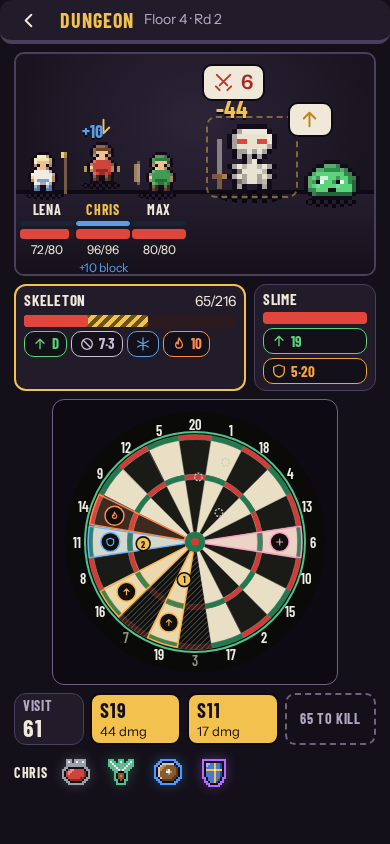 DUNGEON Floor 4 · Rd 2
6
-44
+10
LENA CHRIS MAX
72/80 96/96 80/80
+10 block
SKELETON 65/216
D 7·3 10
SLIME
19
5·20
20
5 1
12 18
9 4
14 13
11 2 6
8 1 10
16 15
7 2
19 17
3
VISIT
61
S19
44 dmg
S11
17 dmg
65 TO KILL
CHRIS